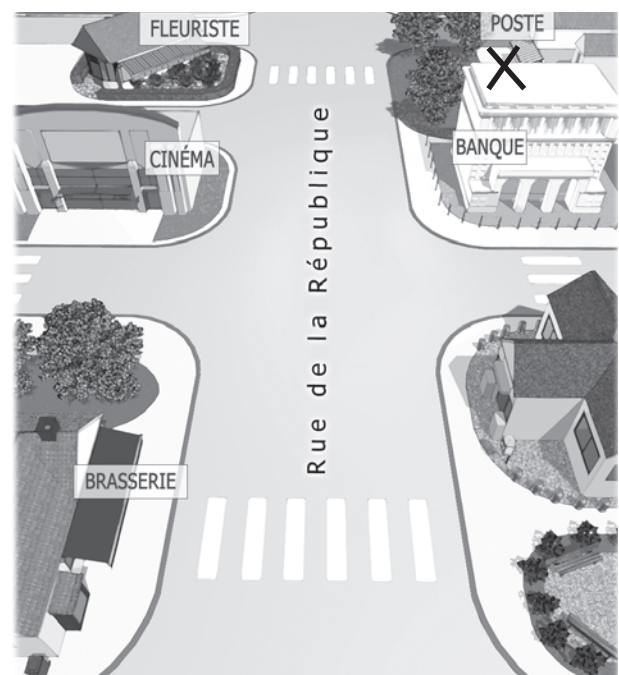 FLEURISTE
POSTE
CINÉMA
BANQUE
Rue de la République
BRASSERIE